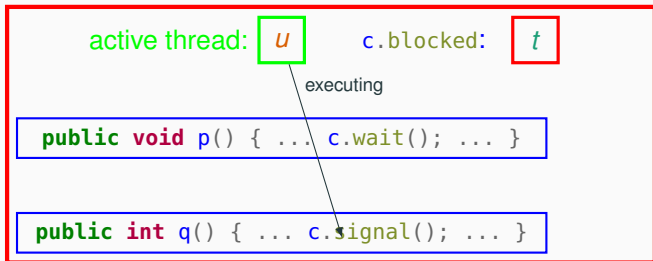 active thread: u c.blocked: t
executing
public void p() { ... c.wait(); ... }
public int q() { ... c.signal(); ... }